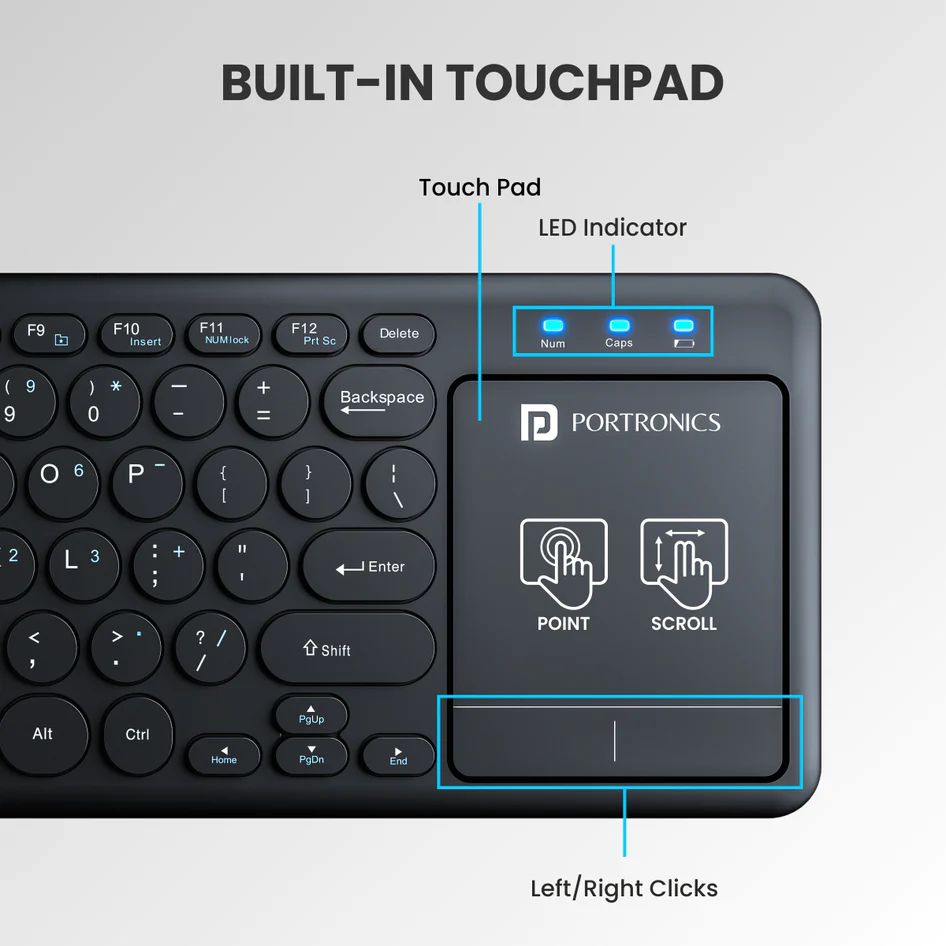 BUILT-IN TOUCHPAD
Touch Pad
LED Indicator
Num Caps
F9 F10 Insert F11 NUMlock F12 Prt Sc Delete
( 9 9 ) * 0 — - + = Backspace
PORTRONICS
O 6 P – { [ } ] ¦ \
2 L 3 : ; + " ' Enter
POINT SCROLL
< , > . . ? / / Shift
Alt Ctrl PgUp
Home PgDn End
Left/Right Clicks